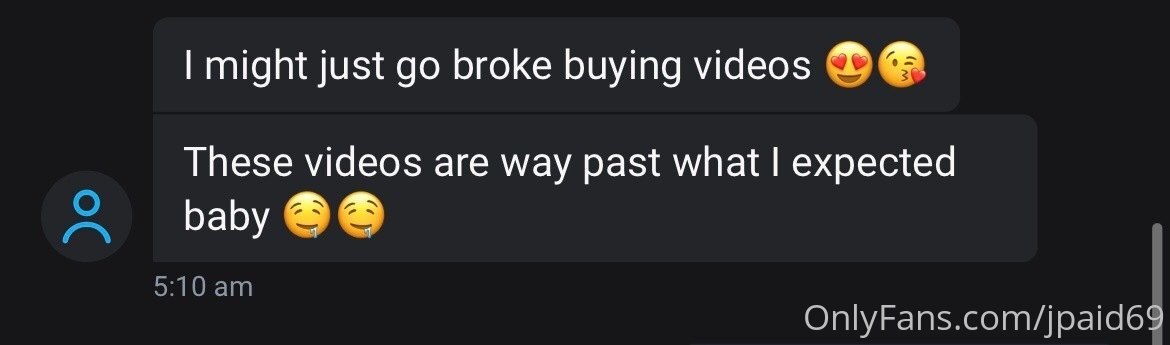 I might just go broke buying videos 😍😘
These videos are way past what I expected
baby 🤤🤤
5:10 am
OnlyFans.com/jpaid69